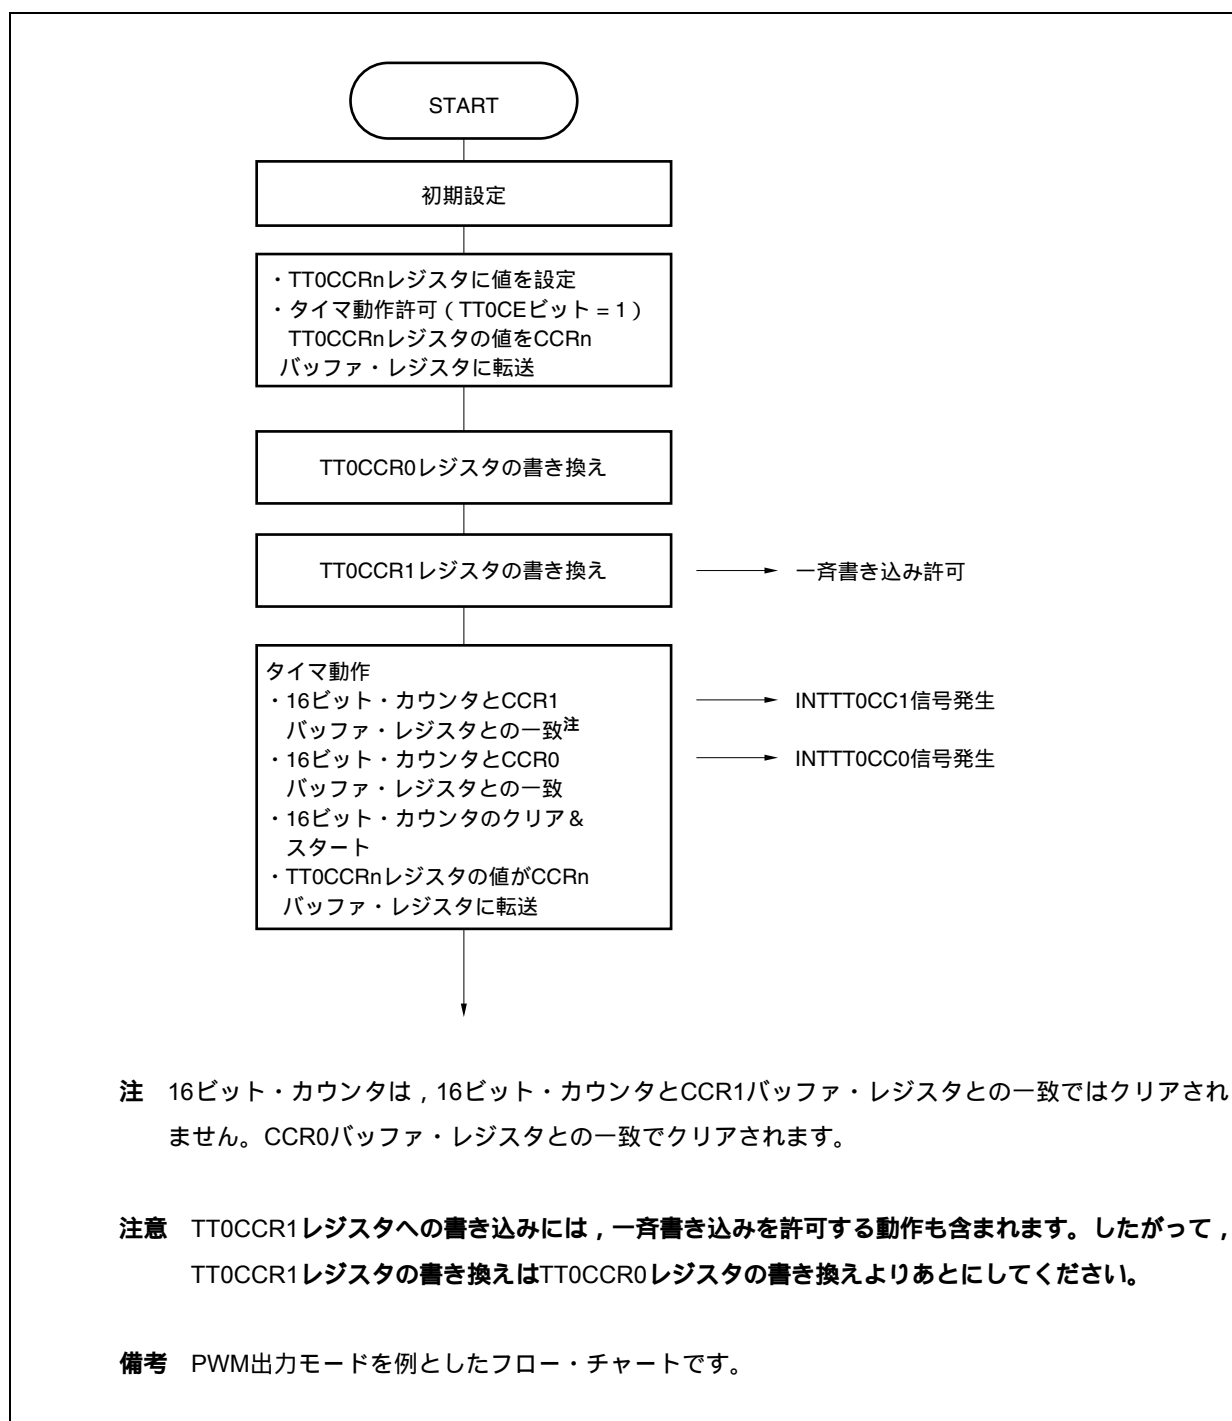 START
初期設定
・TT0CCRnレジスタに値を設定
・タイマ動作許可（TT0CEビット＝1）
TT0CCRnレジスタの値をCCRn
バッファ・レジスタに転送
TT0CCR0レジスタの書き換え
TT0CCR1レジスタの書き換え
一斉書き込み許可
タイマ動作
・16ビット・カウンタとCCR1
バッファ・レジスタとの一致注
・16ビット・カウンタとCCR0
バッファ・レジスタとの一致
・16ビット・カウンタのクリア＆
スタート
・TT0CCRnレジスタの値がCCRn
バッファ・レジスタに転送
INTTT0CC1信号発生
INTTT0CC0信号発生
注 16ビット・カウンタは，16ビット・カウンタとCCR1バッファ・レジスタとの一致ではクリアされ
ません。CCR0バッファ・レジスタとの一致でクリアされます。
注意 TT0CCR1レジスタへの書き込みには，一斉書き込みを許可する動作も含まれます。したがって，
TT0CCR1レジスタの書き換えはTT0CCR0レジスタの書き換えよりあとにしてください。
備考 PWM出力モードを例としたフロー・チャートです。